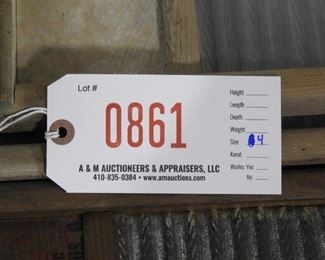 Lot #
0861
A & M AUCTIONEERS & APPRAISERS, LLC
410-835-0384 • www.amauctions.com
Height
Length
Depth
Weight
Size 4
Karat
Works: Yes
No